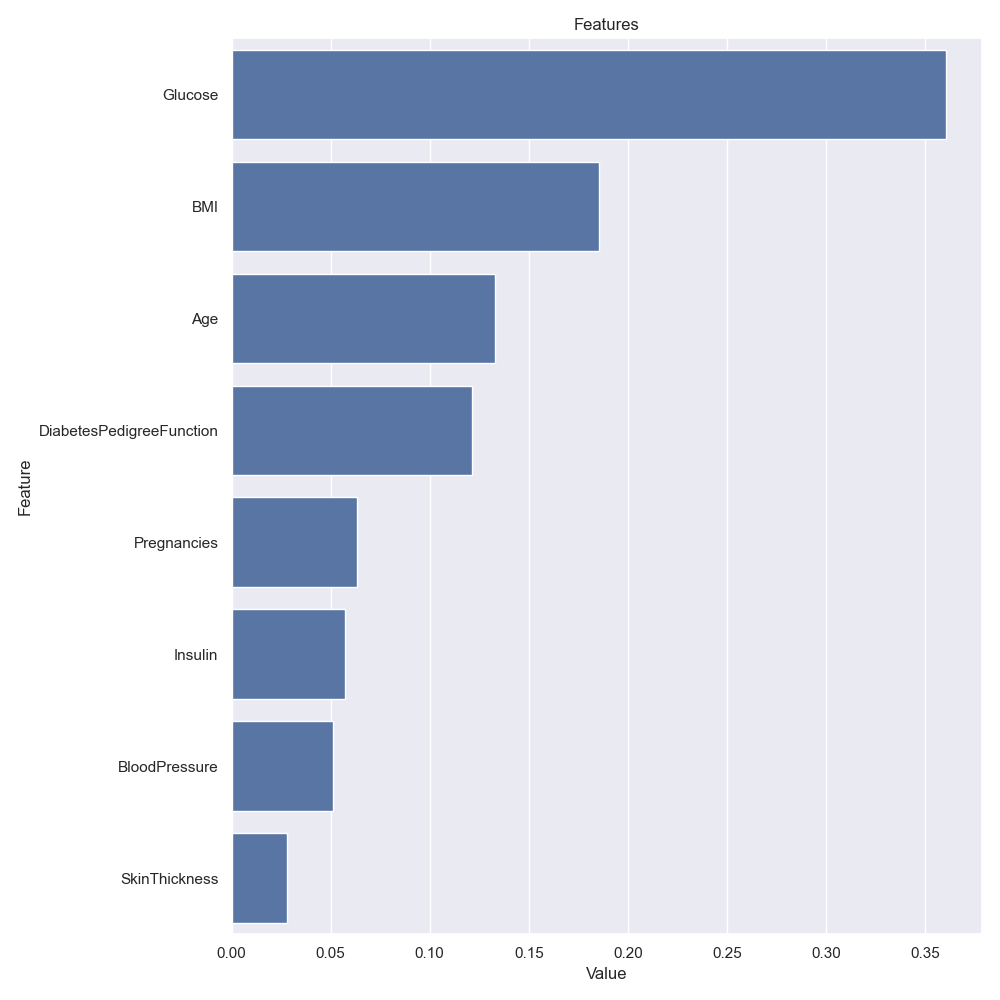 Features
Glucose
BMI
Age
DiabetesPedigreeFunction
Pregnancies
Insulin
BloodPressure
SkinThickness
Feature
0.00 0.05 0.10 0.15 0.20 0.25 0.30 0.35
Value